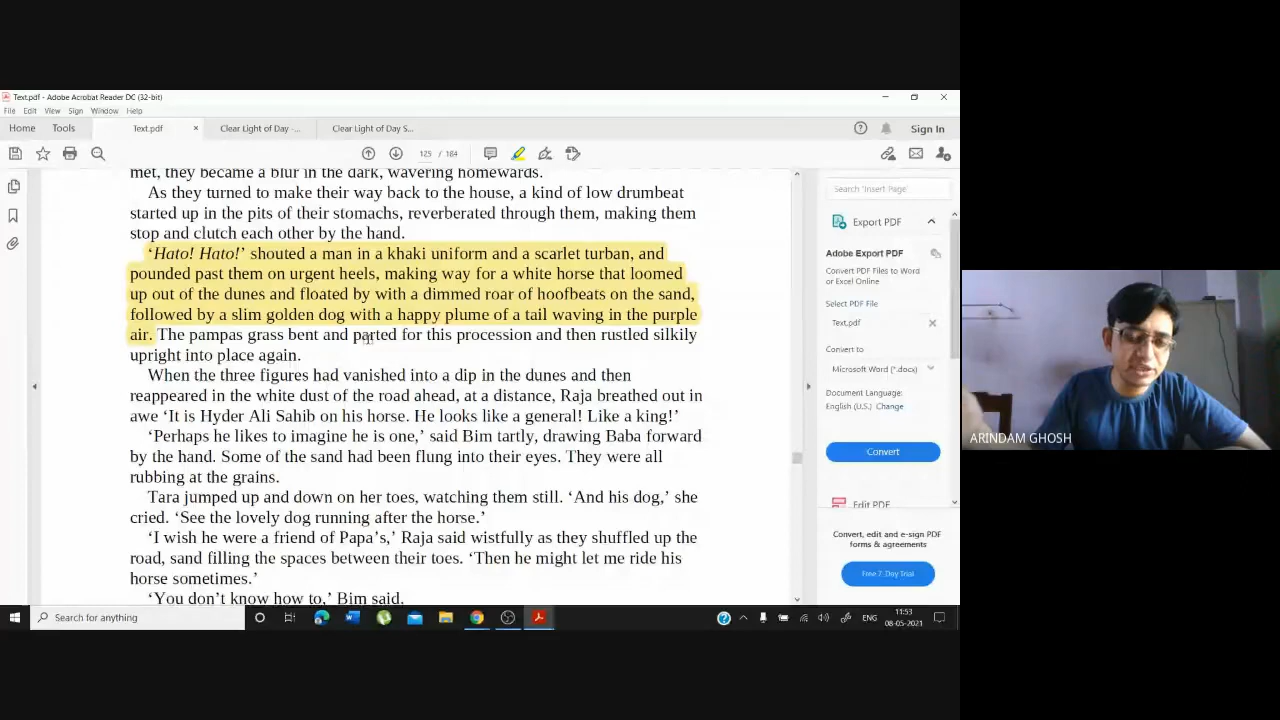 Text.pdf - Adobe Acrobat Reader DC (32-bit)
File Edit View Sign Window Help
Home Tools Text.pdf × Clear Light of Day -... Clear Light of Day S... Sign In
125 / 184
met, they became a blur in the dark, wavering homewards.
As they turned to make their way back to the house, a kind of low drumbeat
started up in the pits of their stomachs, reverberated through them, making them
stop and clutch each other by the hand.
‘Hato! Hato!’ shouted a man in a khaki uniform and a scarlet turban, and
pounded past them on urgent heels, making way for a white horse that loomed
up out of the dunes and floated by with a dimmed roar of hoofbeats on the sand,
followed by a slim golden dog with a happy plume of a tail waving in the purple
air. The pampas grass bent and parted for this procession and then rustled silkily
upright into place again.
When the three figures had vanished into a dip in the dunes and then
reappeared in the white dust of the road ahead, at a distance, Raja breathed out in
awe ‘It is Hyder Ali Sahib on his horse. He looks like a general! Like a king!’
‘Perhaps he likes to imagine he is one,’ said Bim tartly, drawing Baba forward
by the hand. Some of the sand had been flung into their eyes. They were all
rubbing at the grains.
Tara jumped up and down on her toes, watching them still. ‘And his dog,’ she
cried. ‘See the lovely dog running after the horse.’
‘I wish he were a friend of Papa’s,’ Raja said wistfully as they shuffled up the
road, sand filling the spaces between their toes. ‘Then he might let me ride his
horse sometimes.’
‘You don’t know how to,’ Bim said.
Search 'Insert Page'
Export PDF
Adobe Export PDF
Convert PDF Files to Word
or Excel Online
Select PDF File
Text.pdf
Convert to
Microsoft Word (*.docx)
Document Language:
English (U.S.) Change
Convert
Edit PDF
Convert, edit and e-sign PDF
forms & agreements
Free 7-Day Trial
ARINDAM GHOSH
Search for anything
ENG
11:53
08-05-2021